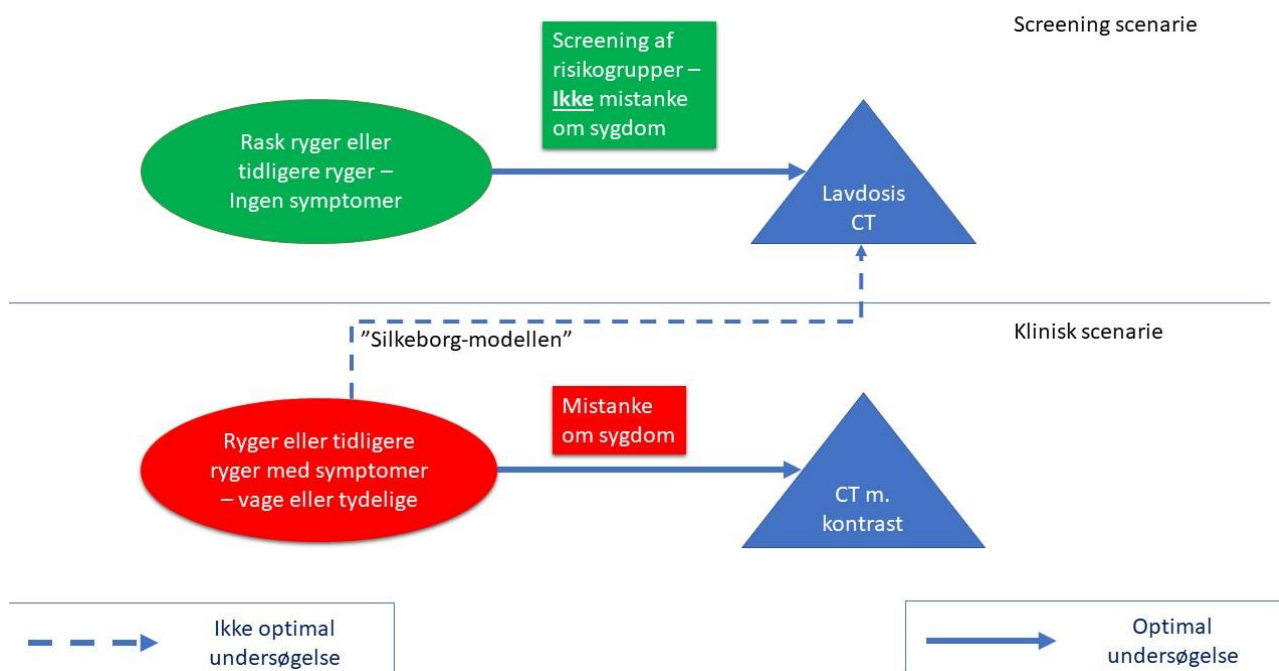 Screening scenarie
Screening af
risikogrupper –
Ikke mistanke
om sygdom
Rask ryger eller
tidligere ryger –
Ingen symptomer
Lavdosis
CT
”Silkeborg-modellen”
Klinisk scenarie
Mistanke
om sygdom
Ryger eller tidligere
ryger med symptomer
– vage eller tydelige
CT m.
kontrast
Ikke optimal
undersøgelse
Optimal
undersøgelse